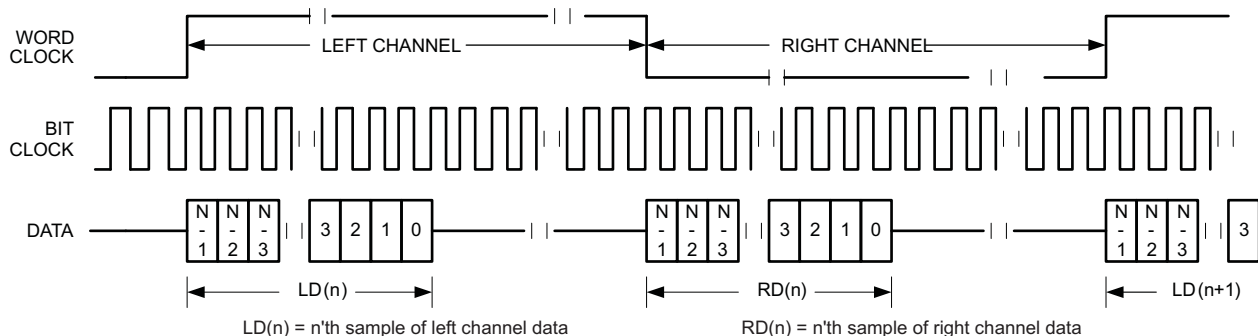 WORD
CLOCK
LEFT CHANNEL
RIGHT CHANNEL
BIT
CLOCK
DATA
N
-
1
N
-
2
N
-
3
3
2
1
0
N
-
1
N
-
2
N
-
3
3
2
1
0
N
-
1
N
-
2
N
-
3
3
LD(n)
RD(n)
LD(n+1)
LD(n) = n'th sample of left channel data
RD(n) = n'th sample of right channel data